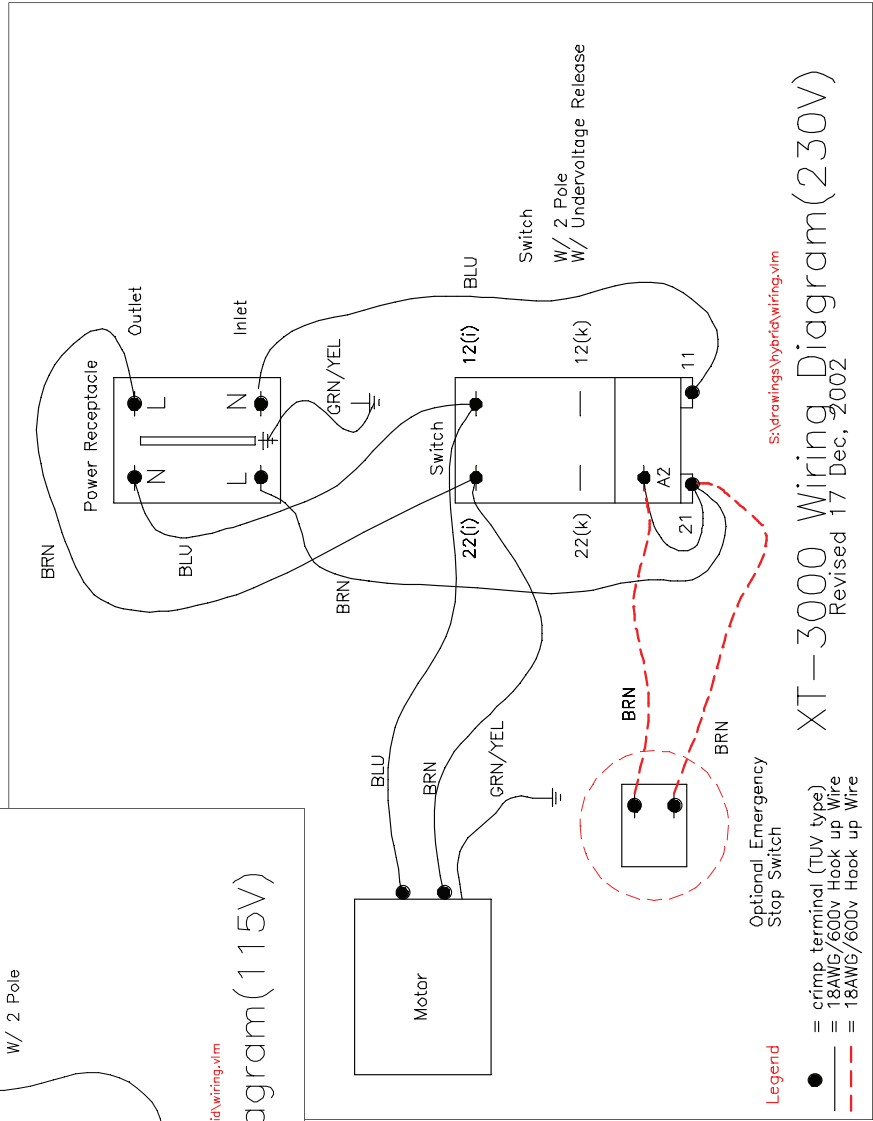 Power Receptacle
Outlet
Inlet
L
N
N
L
BRN
BLU
BRN
GRN/YEL
BLU
Switch
W/ 2 Pole
W/ Undervoltage Release
Switch
12(i)
22(i)
12(k)
22(k)
A2
11
21
BLU
BRN
GRN/YEL
Motor
BRN
BRN
Optional Emergency
Stop Switch
S:\drawings\hybrid\wiring.vlm
XT-3000 Wiring Diagram(230V)
Revised 17 Dec, 2002
Legend
= crimp terminal (TUV type)
= 18AWG/600v Hook up Wire
= 18AWG/600v Hook up Wire
W/ 2 Pole
id\wiring.vlm
agram(115V)